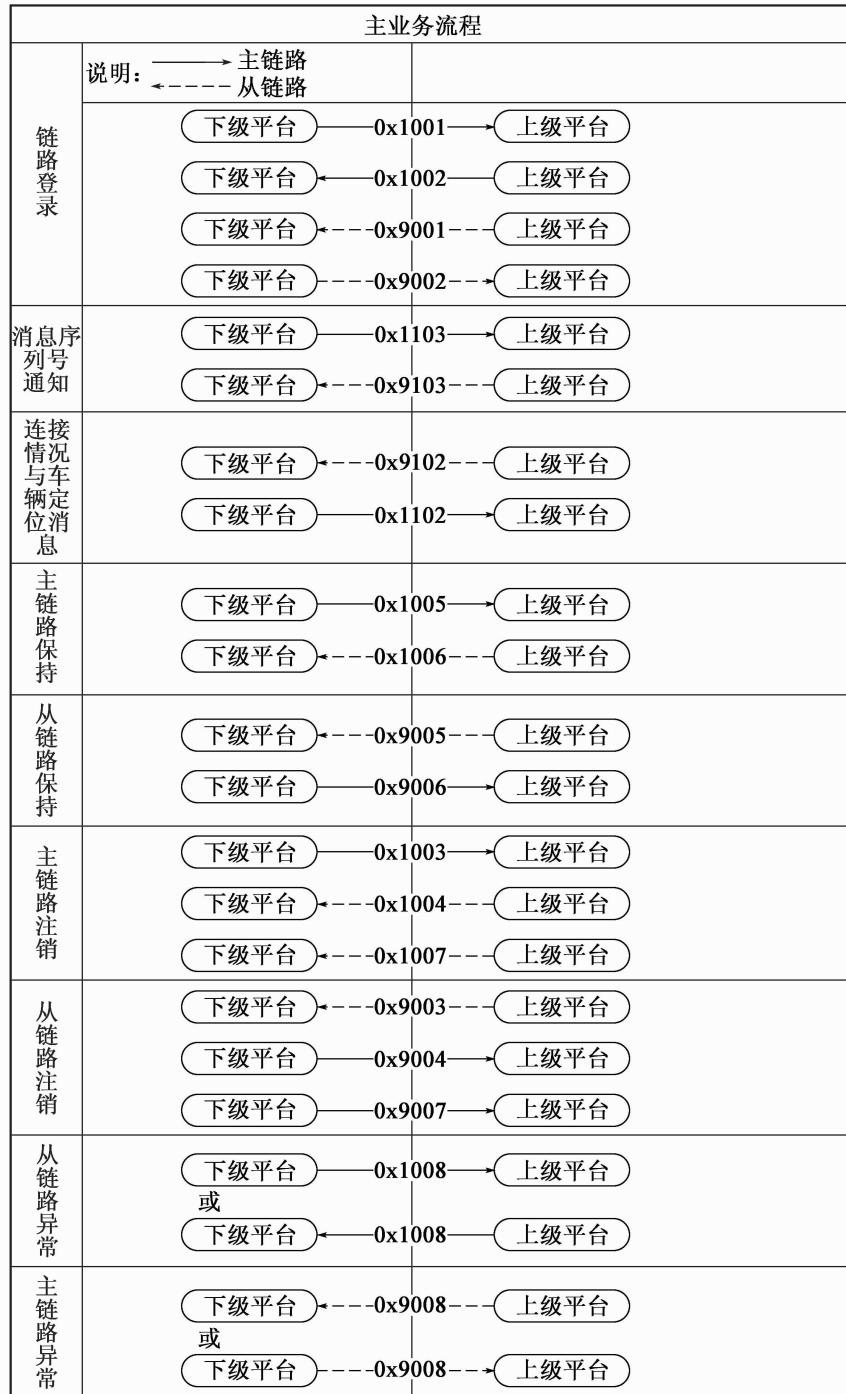 主业务流程
说明：
主链路
从链路
链路登录
下级平台 0x1001 上级平台
下级平台 0x1002 上级平台
下级平台 0x9001 上级平台
下级平台 0x9002 上级平台
消息序
列号
通知
下级平台 0x1103 上级平台
下级平台 0x9103 上级平台
连接
情况
与车
辆定
位消
息
下级平台 0x9102 上级平台
下级平台 0x1102 上级平台
主链路保持
下级平台 0x1005 上级平台
下级平台 0x1006 上级平台
从链路保持
下级平台 0x9005 上级平台
下级平台 0x9006 上级平台
主链路注销
下级平台 0x1003 上级平台
下级平台 0x1004 上级平台
下级平台 0x1007 上级平台
从链路注销
下级平台 0x9003 上级平台
下级平台 0x9004 上级平台
下级平台 0x9007 上级平台
从链路异常
下级平台 0x1008 上级平台
或
下级平台 0x1008 上级平台
主链路异常
下级平台 0x9008 上级平台
或
下级平台 0x9008 上级平台